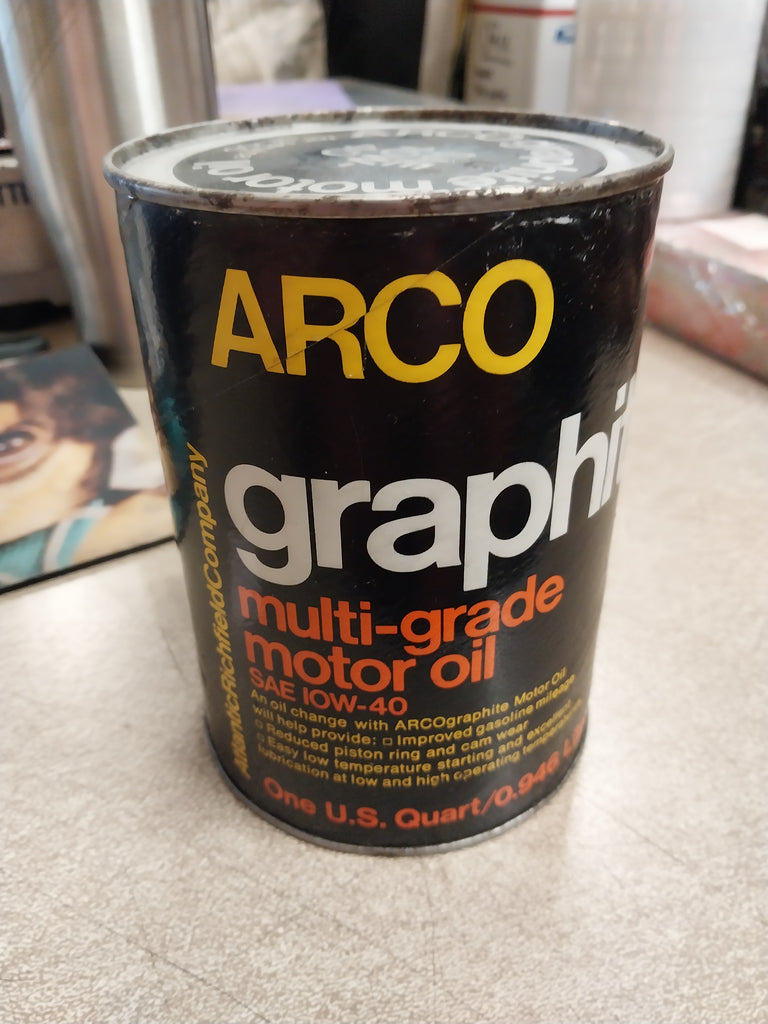 ARCO
graphi
multi-grade
motor oil
SAE 10W-40
An oil change with ARCOgraphite Motor Oil
will help provide: □ Improved gasoline mileage
□ Reduced piston ring and cam wear
□ Easy low temperature starting and excellent
lubrication at low and high operating temperatures
One U.S. Quart/0.946
AtlanticRichfieldCompany